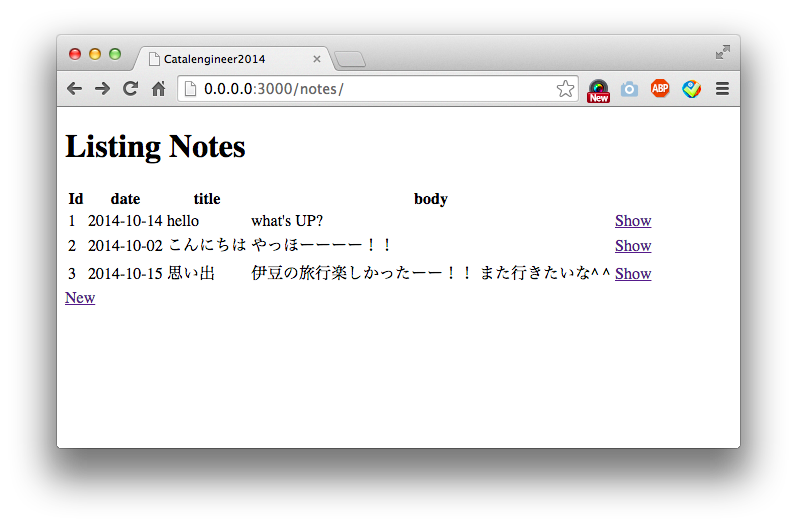 Catalengineer2014
0.0.0.0:3000/notes/
New
ABP
Listing Notes
Id date title body
1 2014-10-14 hello what's UP? Show
2 2014-10-02 こんにちは やっほーーーー！！ Show
3 2014-10-15 思い出 伊豆の旅行楽しかったーー！！ また行きたいな^ ^ Show
New